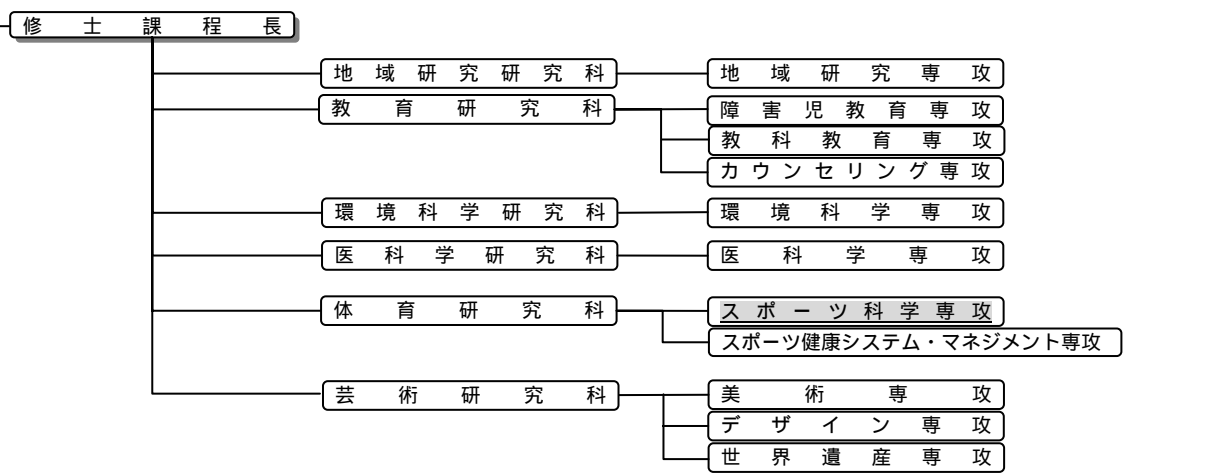 修士課程長
地域研究研究科
地域研究専攻
教育研究科
障害児教育専攻
教科教育専攻
カウンセリング専攻
環境科学研究科
環境科学専攻
医科学研究科
医科学専攻
体育研究科
スポーツ科学専攻
スポーツ健康システム・マネジメント専攻
芸術研究科
美術専攻
デザイン専攻
世界遺産専攻